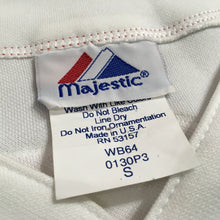 Majestic®
Wash With Like Colors
Do Not Bleach
Line Dry
Do Not Iron Ornamentation
Made in U.S.A.
RN 53157
WB64
0130P3
S